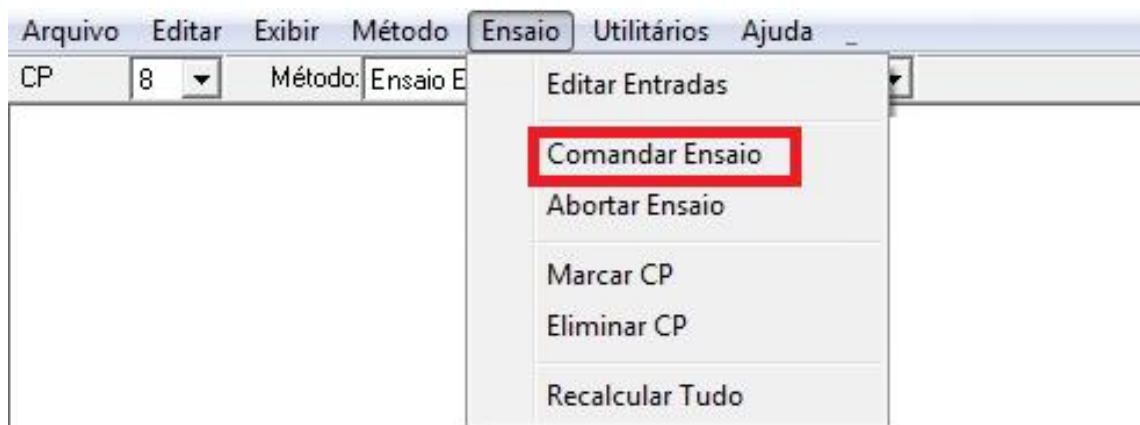 Arquivo Editar Exibir Método Ensaio Utilitários Ajuda _
CP 8 Método: Ensaio E
Editar Entradas
Comandar Ensaio
Abortar Ensaio
Marcar CP
Eliminar CP
Recalcular Tudo